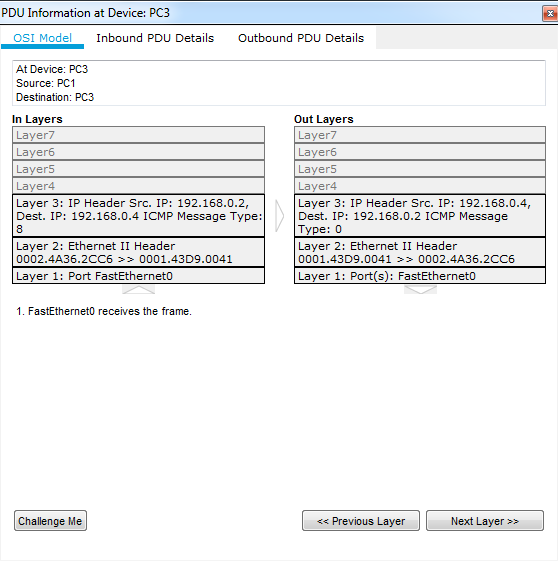 PDU Information at Device: PC3
OSI Model Inbound PDU Details Outbound PDU Details
At Device: PC3
Source: PC1
Destination: PC3
In Layers
Layer7
Layer6
Layer5
Layer4
Layer 3: IP Header Src. IP: 192.168.0.2,
Dest. IP: 192.168.0.4 ICMP Message Type:
8
Layer 2: Ethernet II Header
0002.4A36.2CC6 >> 0001.43D9.0041
Layer 1: Port FastEthernet0
Out Layers
Layer7
Layer6
Layer5
Layer4
Layer 3: IP Header Src. IP: 192.168.0.4,
Dest. IP: 192.168.0.2 ICMP Message
Type: 0
Layer 2: Ethernet II Header
0001.43D9.0041 >> 0002.4A36.2CC6
Layer 1: Port(s): FastEthernet0
1. FastEthernet0 receives the frame.
Challenge Me
<< Previous Layer
Next Layer >>